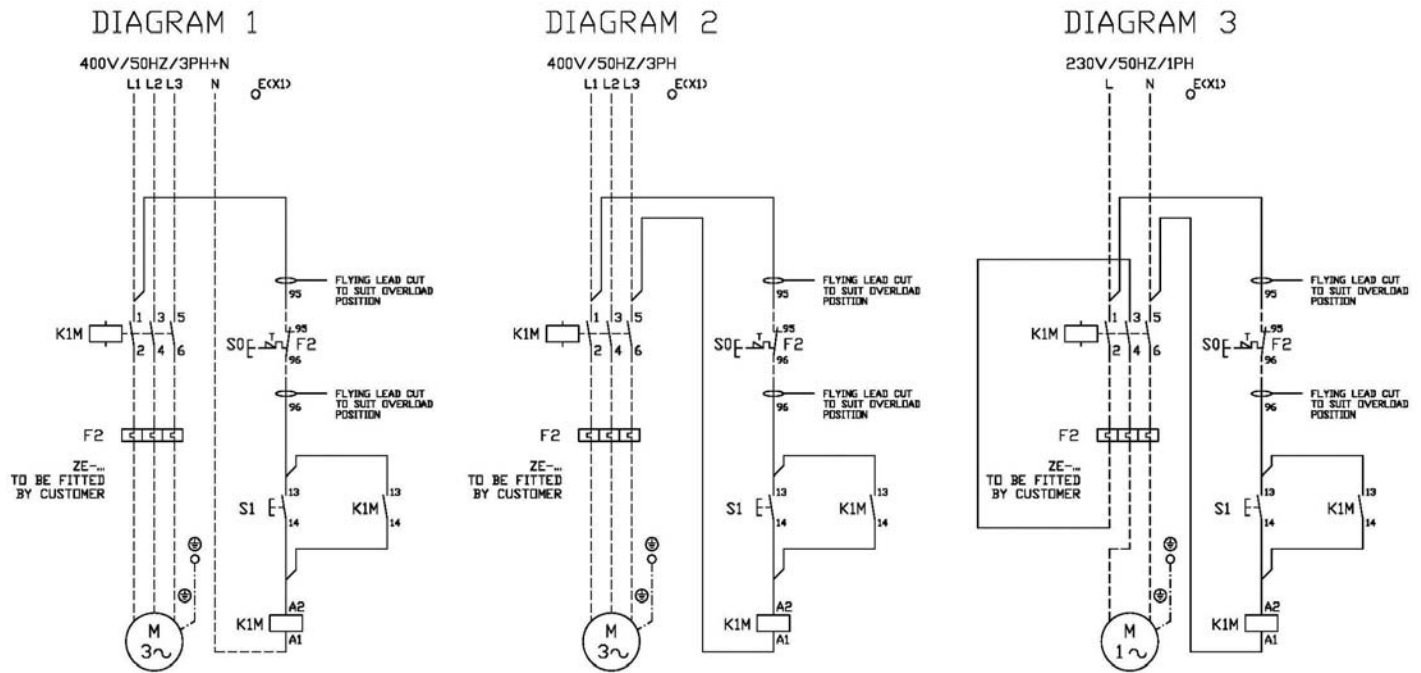 DIAGRAM 1
400V/50HZ/3PH+N
L1 L2 L3 N E(X1)
FLYING LEAD CUT
TO SUIT OVERLOAD
POSITION
95
K1M
1 3 5
2 4 6
S0
95
F2
96
FLYING LEAD CUT
TO SUIT OVERLOAD
POSITION
96
F2
ZE-...
TO BE FITTED
BY CUSTOMER
S1
13
14
K1M
13
14
K1M
A2
A1
M
3~
DIAGRAM 2
400V/50HZ/3PH
L1 L2 L3 E(X1)
FLYING LEAD CUT
TO SUIT OVERLOAD
POSITION
95
K1M
1 3 5
2 4 6
S0
95
F2
96
FLYING LEAD CUT
TO SUIT OVERLOAD
POSITION
96
F2
ZE-...
TO BE FITTED
BY CUSTOMER
S1
13
14
K1M
13
14
K1M
A2
A1
M
3~
DIAGRAM 3
230V/50HZ/1PH
L N E(X1)
FLYING LEAD CUT
TO SUIT OVERLOAD
POSITION
95
K1M
1 3 5
2 4 6
S0
95
F2
96
FLYING LEAD CUT
TO SUIT OVERLOAD
POSITION
96
F2
ZE-...
TO BE FITTED
BY CUSTOMER
S1
13
14
K1M
13
14
K1M
A2
A1
M
1~